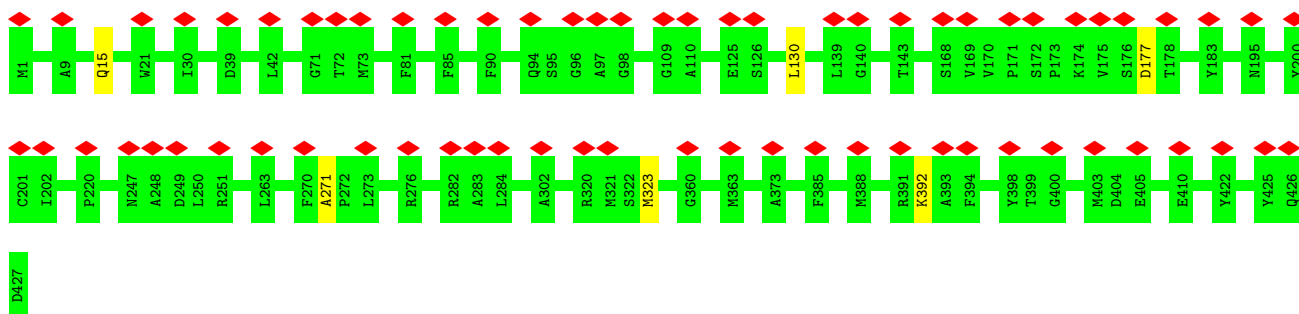 M1 A9 Q15 W21 I30 D39 L42 G71 T72 M73 F81 F85 F90 Q94 S95 G96 A97 G98 G109 A110 E125 S126 L130 L139 G140 T143 S168 V169 V170 P171 S172 P173 K174 V175 S176 D177 T178 Y183 N195 Y200
C201 I202 P220 N247 A248 D249 L250 R251 L263 F270 A271 P272 L273 R276 R282 A283 L284 A302 R320 M321 S322 M323 G360 M363 A373 F385 M388 R391 K392 A393 F394 Y398 T399 G400 M403 D404 E405 E410 Y422 Y425 Q426
D427